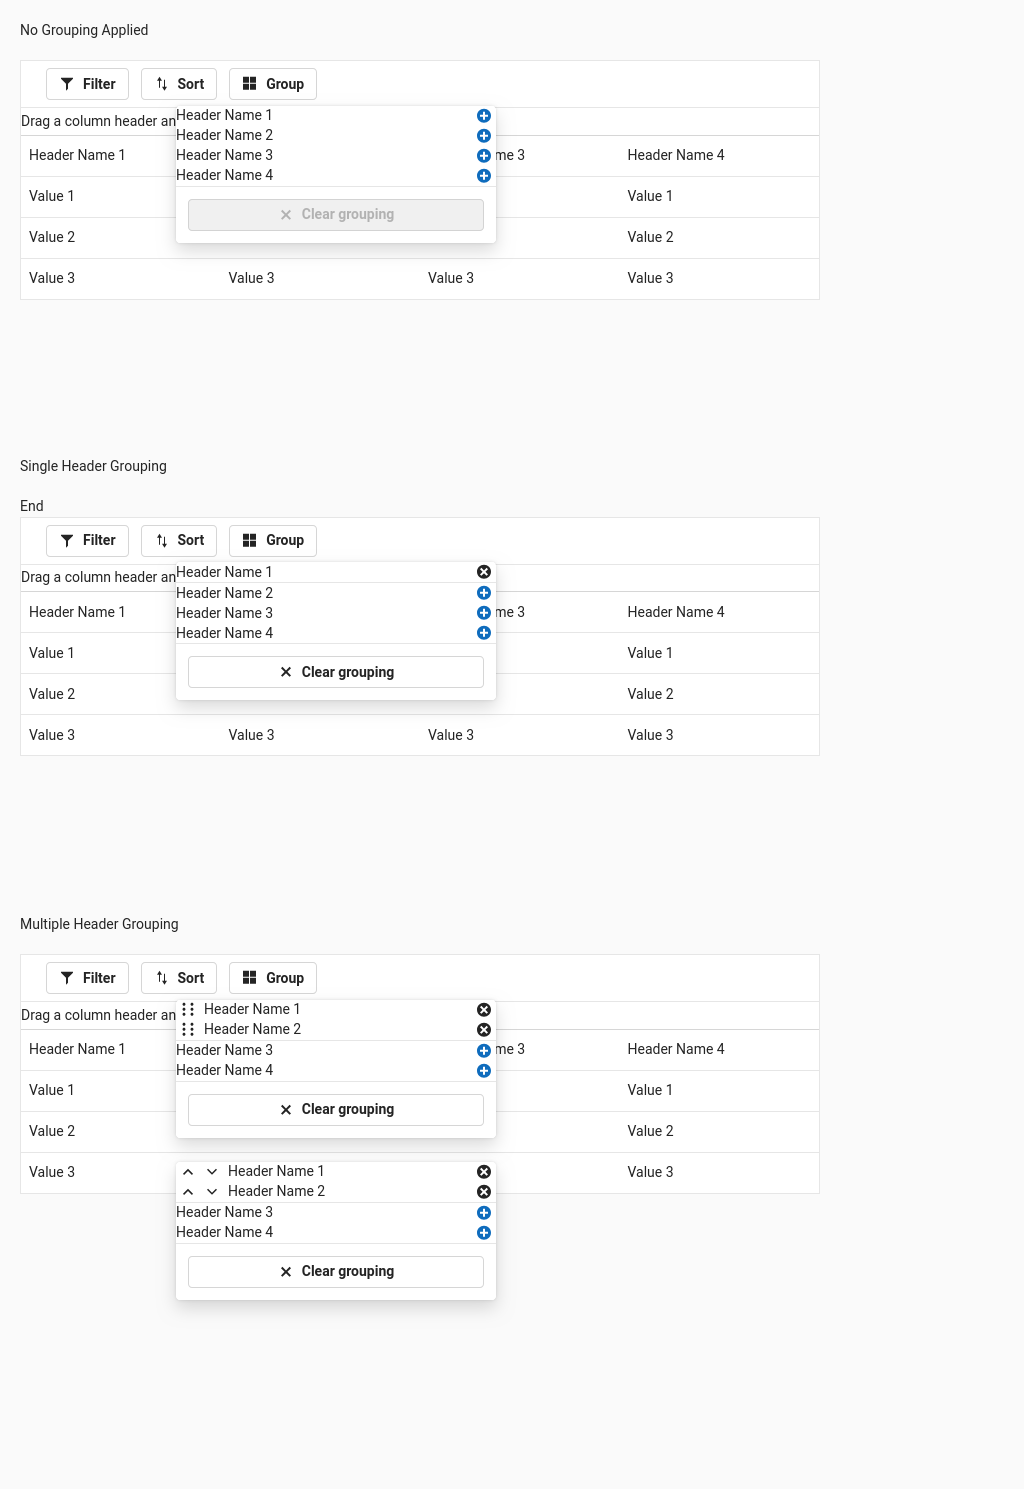 No Grouping Applied
Filter Sort Group
Header Name 1
Drag a column header an
Header Name 2
Header Name 1 Header Name 3 me 3 Header Name 4
Header Name 4
Value 1 Value 1
Clear grouping
Value 2 Value 2
Value 3 Value 3 Value 3 Value 3
Single Header Grouping
End
Filter Sort Group
Header Name 1
Drag a column header an
Header Name 2
Header Name 1 Header Name 3 me 3 Header Name 4
Header Name 4
Value 1 Value 1
Clear grouping
Value 2 Value 2
Value 3 Value 3 Value 3 Value 3
Multiple Header Grouping
Filter Sort Group
Header Name 1
Drag a column header an
Header Name 2
Header Name 1 Header Name 3 me 3 Header Name 4
Header Name 4
Value 1 Value 1
Clear grouping
Value 2 Value 2
Value 3 Header Name 1 Value 3
Header Name 2
Header Name 3
Header Name 4
Clear grouping